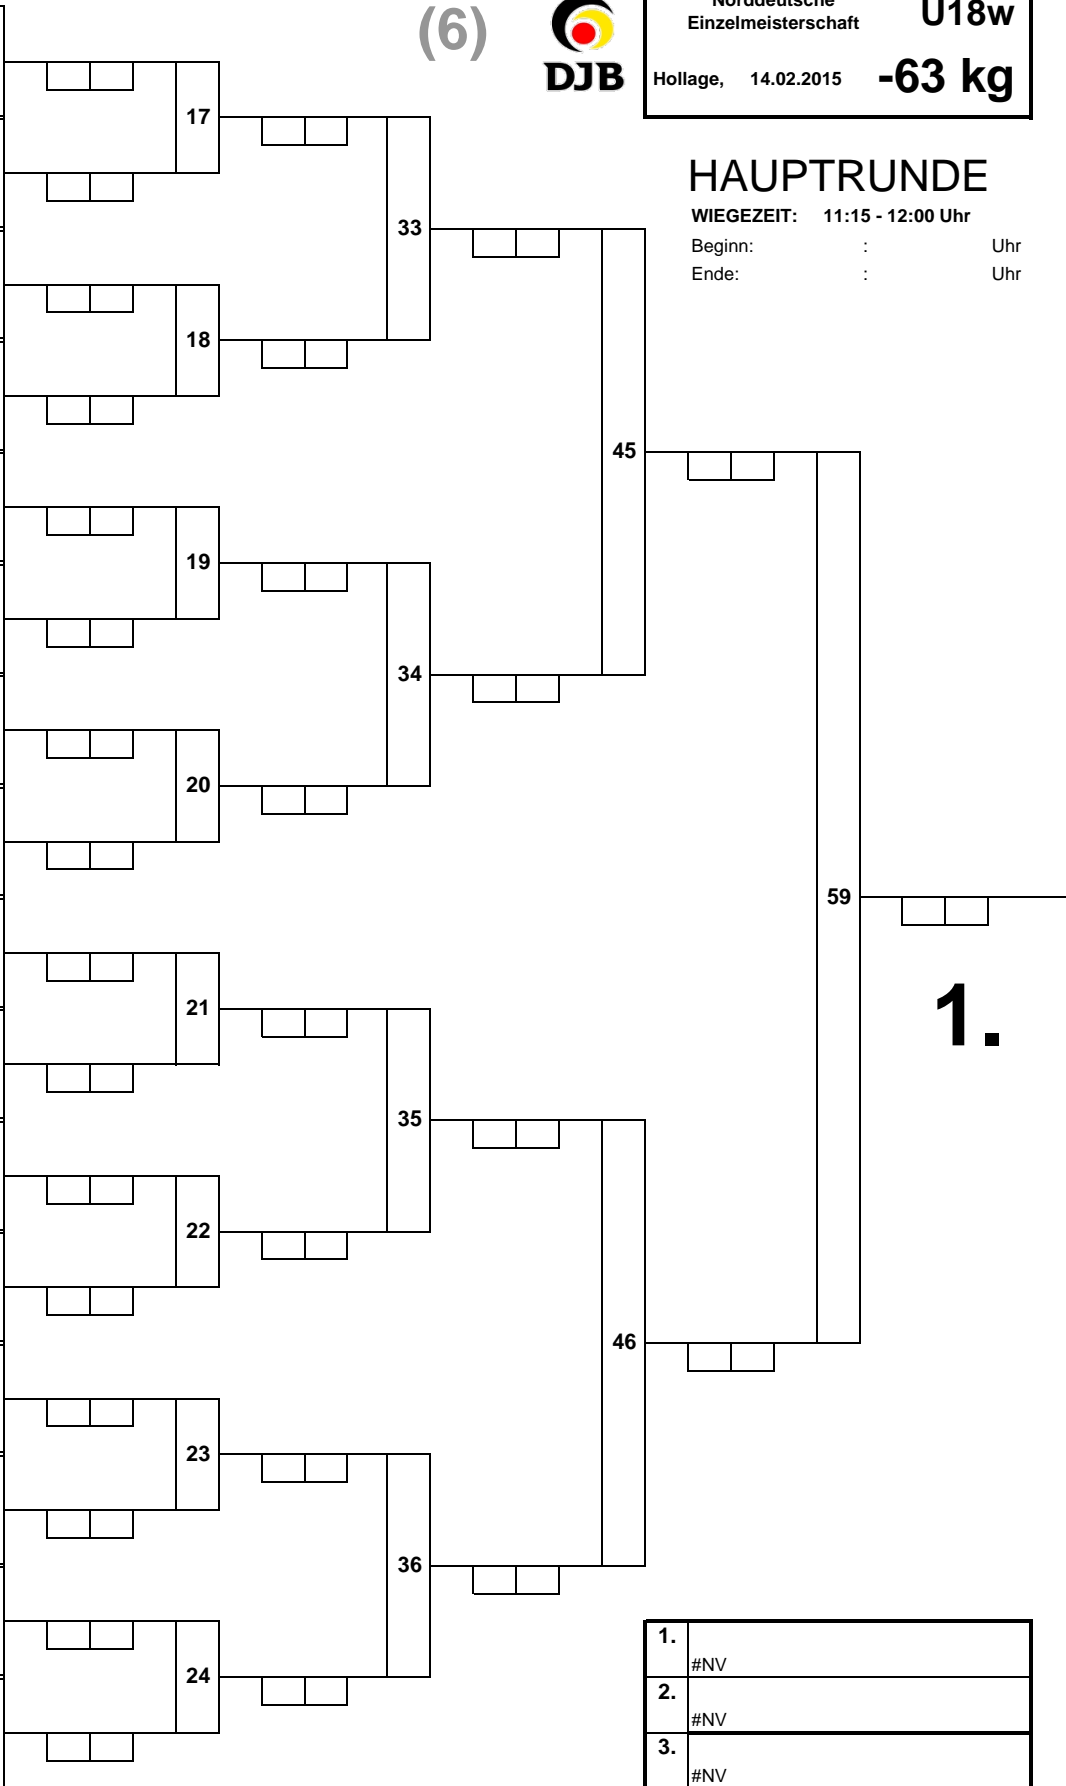 (6)
DJB
Norddeutsche
Einzelmeisterschaft
U18w
Hollage, 14.02.2015 -63 kg
HAUPTRUNDE
WIEGEZEIT: 11:15 - 12:00 Uhr
Beginn: : Uhr
Ende: : Uhr
17
33
18
45
19
34
20
59
21
1.
35
22
46
23
36
24
1.
#NV
2.
#NV
3.
#NV